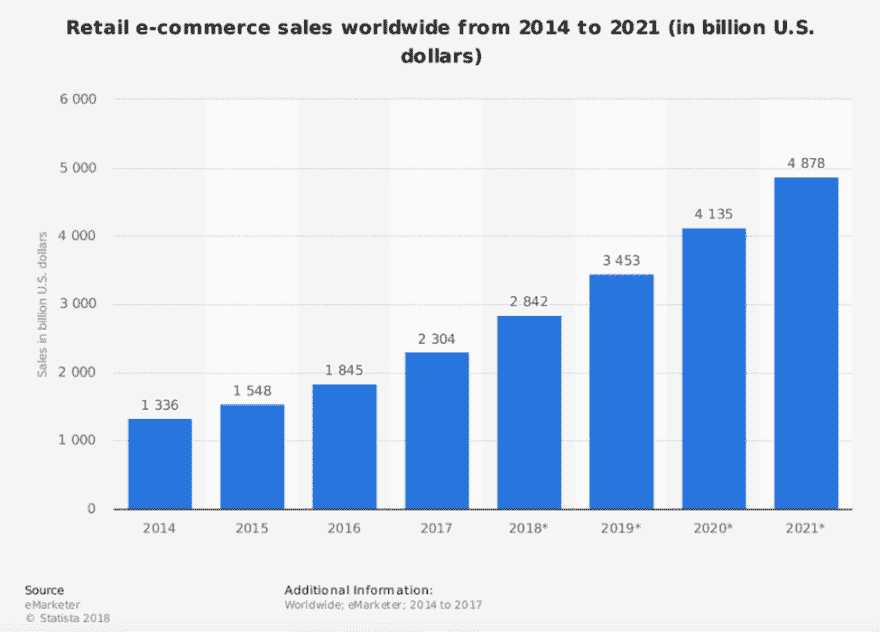 Retail e-commerce sales worldwide from 2014 to 2021 (in billion U.S.
dollars)
Sales in billion U.S. dollars
6 000
5 000
4 000
3 000
2 000
1 000
0
1 336
1 548
1 845
2 304
2 842
3 453
4 135
4 878
2014
2015
2016
2017
2018*
2019*
2020*
2021*
Source
eMarketer
© Statista 2018
Additional Information:
Worldwide; eMarketer; 2014 to 2017